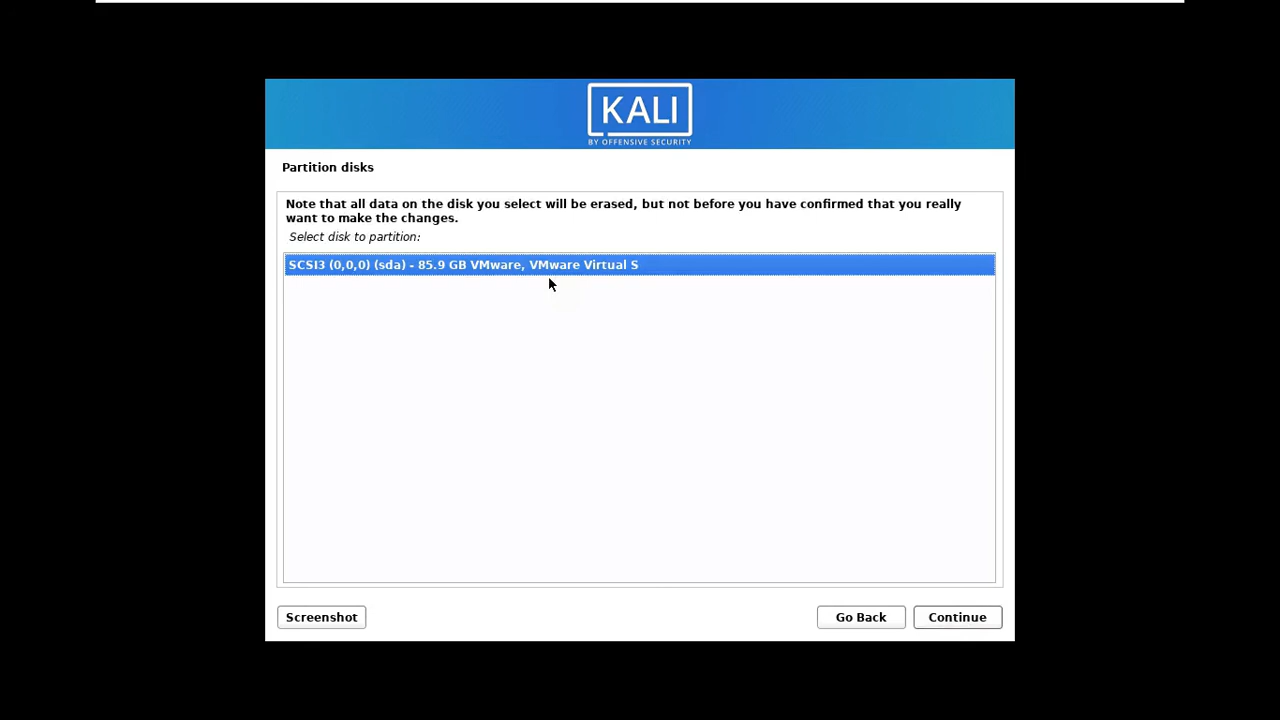 KALI
BY OFFENSIVE SECURITY
Partition disks
Note that all data on the disk you select will be erased, but not before you have confirmed that you really
want to make the changes.
Select disk to partition:
SCSI3 (0,0,0) (sda) - 85.9 GB VMware, VMware Virtual S
Screenshot
Go Back
Continue